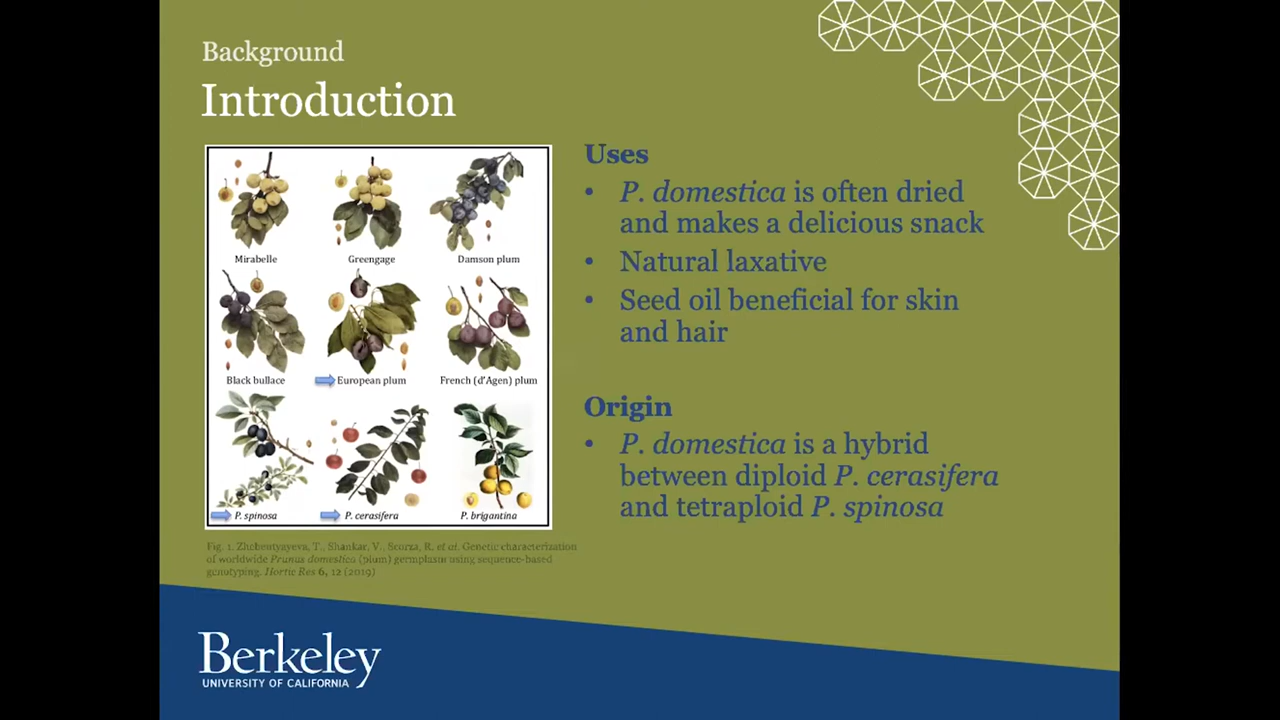 Background
Introduction
Mirabelle
Greengage
Damson plum
Black bullace
European plum
French (d'Agen) plum
P. spinosa
P. cerasifera
P. brigantina
Fig. 1. Zhebentyayeva, T., Shankar, V., Scorza, R. et al. Genetic characterization
of worldwide Prunus domestica (plum) germplasm using sequence-based
genotyping. Hortic Res 6, 12 (2019)
Uses
• P. domestica is often dried
and makes a delicious snack
• Natural laxative
• Seed oil beneficial for skin
and hair
Origin
• P. domestica is a hybrid
between diploid P. cerasifera
and tetraploid P. spinosa
Berkeley
UNIVERSITY OF CALIFORNIA